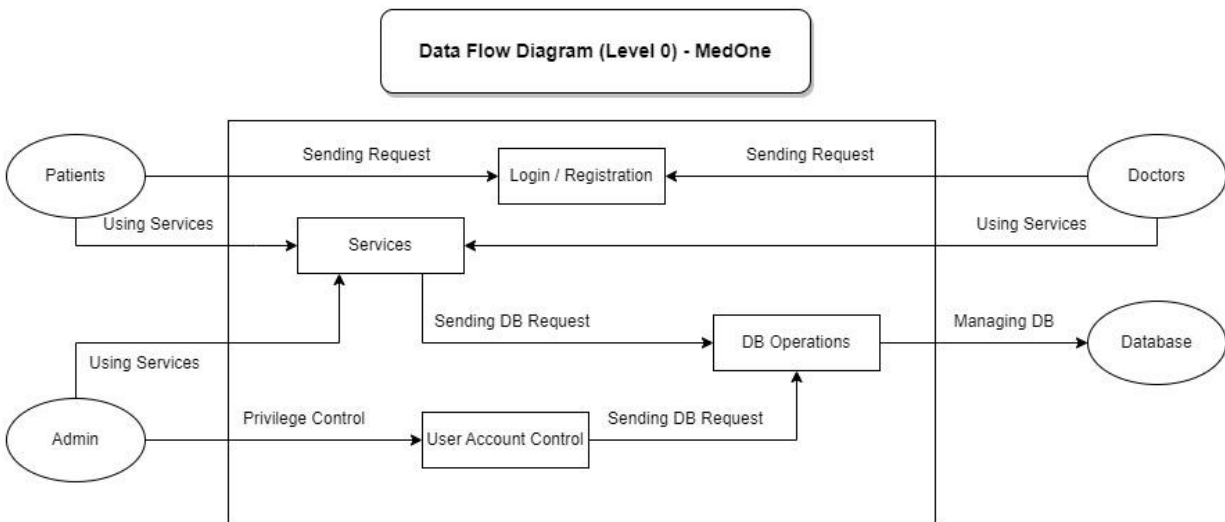 Data Flow Diagram (Level 0) - MedOne
Sending Request
Sending Request
Patients
Login / Registration
Doctors
Using Services
Using Services
Services
Sending DB Request
Managing DB
DB Operations
Database
Using Services
Privilege Control
Sending DB Request
Admin
User Account Control